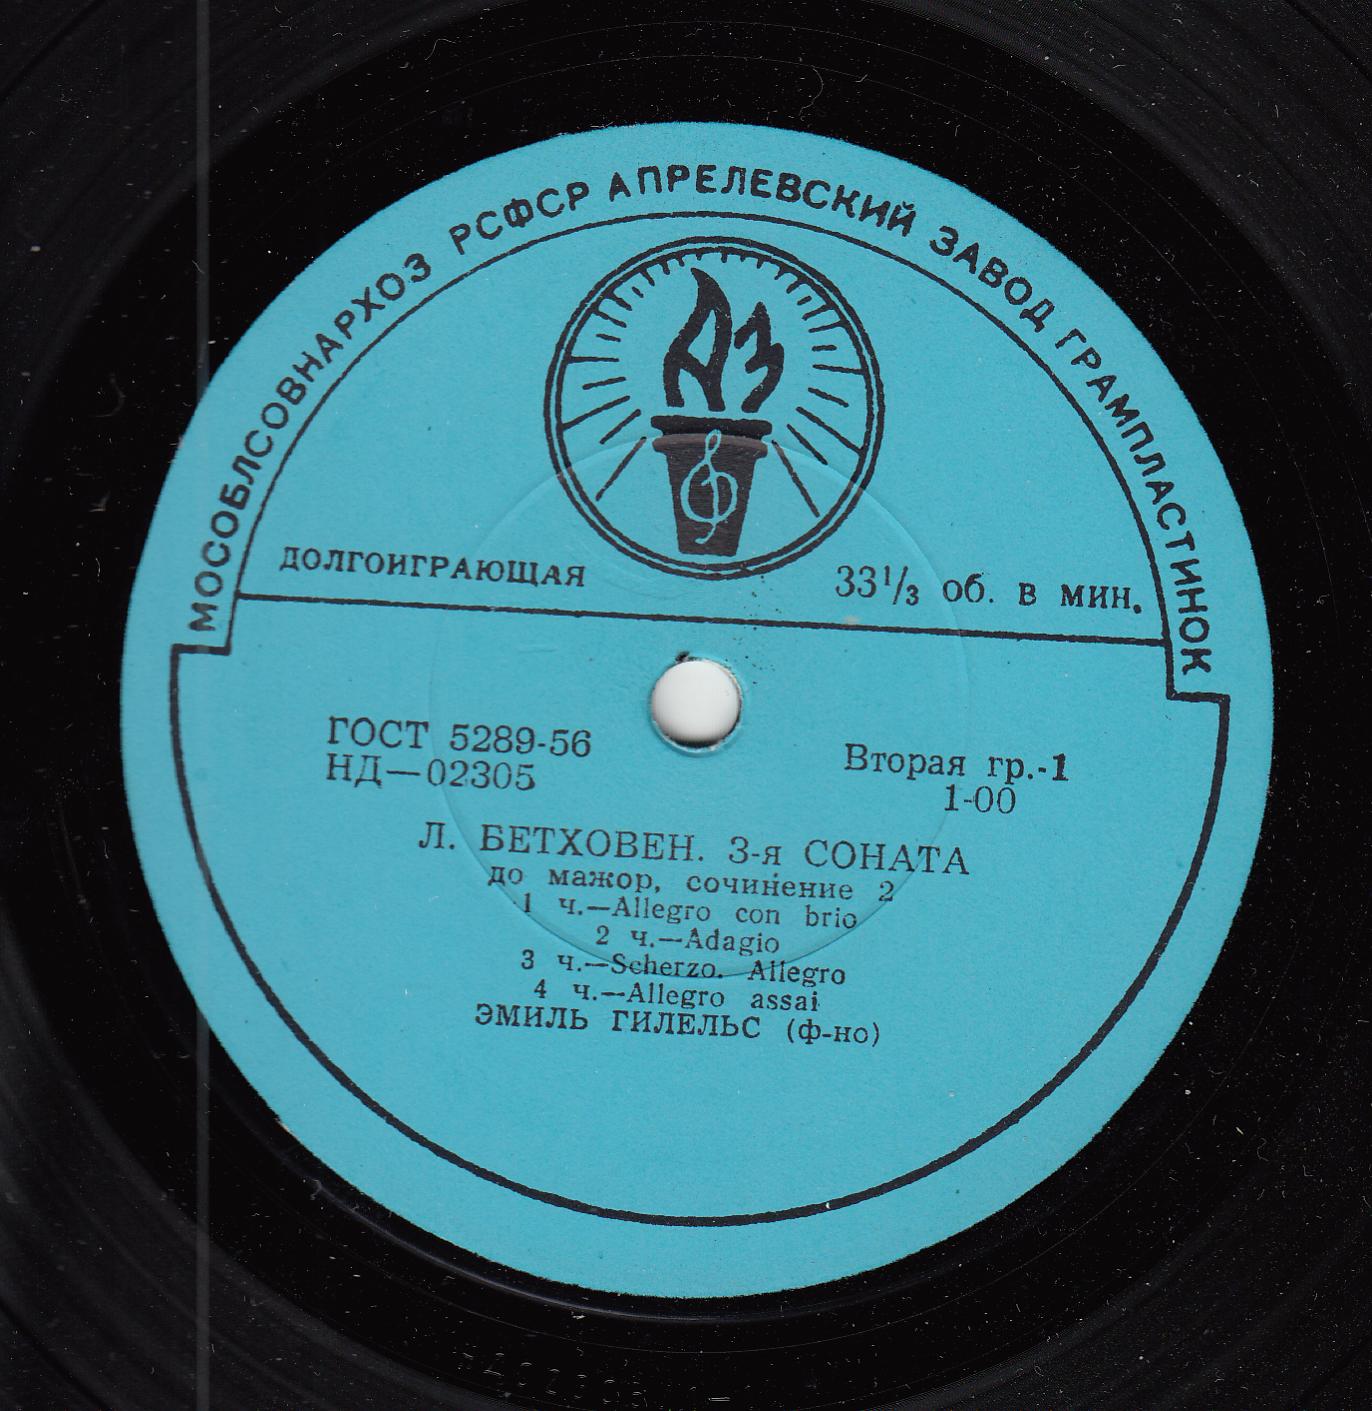 МОСОБЛСОВНАРХОЗ РСФСР АПРЕЛЕВСКИЙ ЗАВОД ГРАМПЛАСТИНОК
АЗ
ДОЛГОИГРАЮЩАЯ
33⅓ об. в мин.
ГОСТ 5289-56
НД—02305
Вторая гр.-1
1-00
Л. БЕТХОВЕН. 3-я СОНАТА
до мажор, сочинение 2
1 ч.—Allegro con brio
2 ч.—Adagio
3 ч.—Scherzo. Allegro
4 ч.—Allegro assai
ЭМИЛЬ ГИЛЕЛЬС (ф-но)